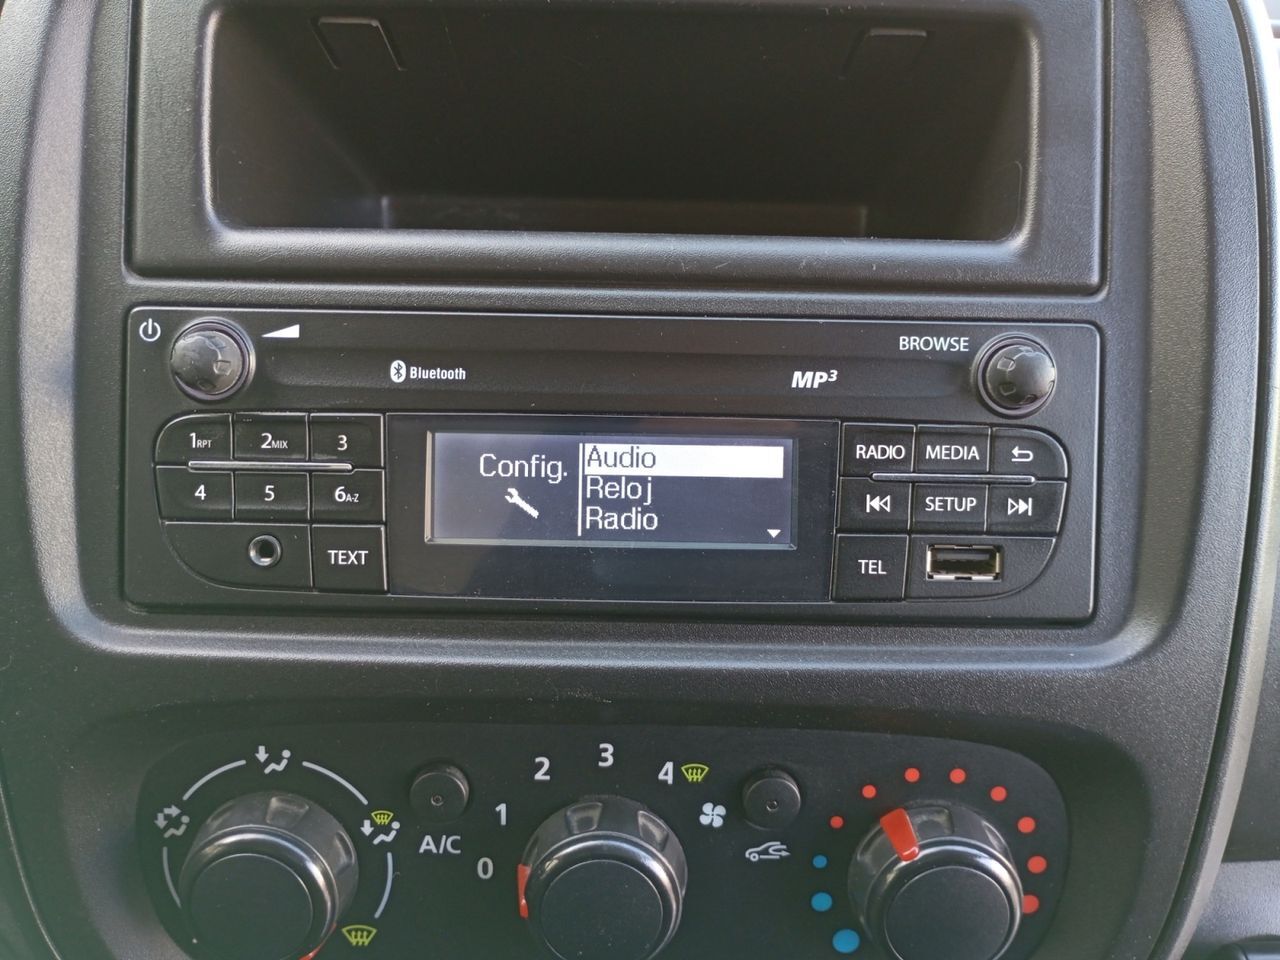 BROWSE
Bluetooth
MP3
1RPT 2MIX 3
4 5 6A-Z
TEXT
Config.
Audio
Reloj
Radio
RADIO MEDIA
SETUP
TEL
0 1 2 3 4
A/C